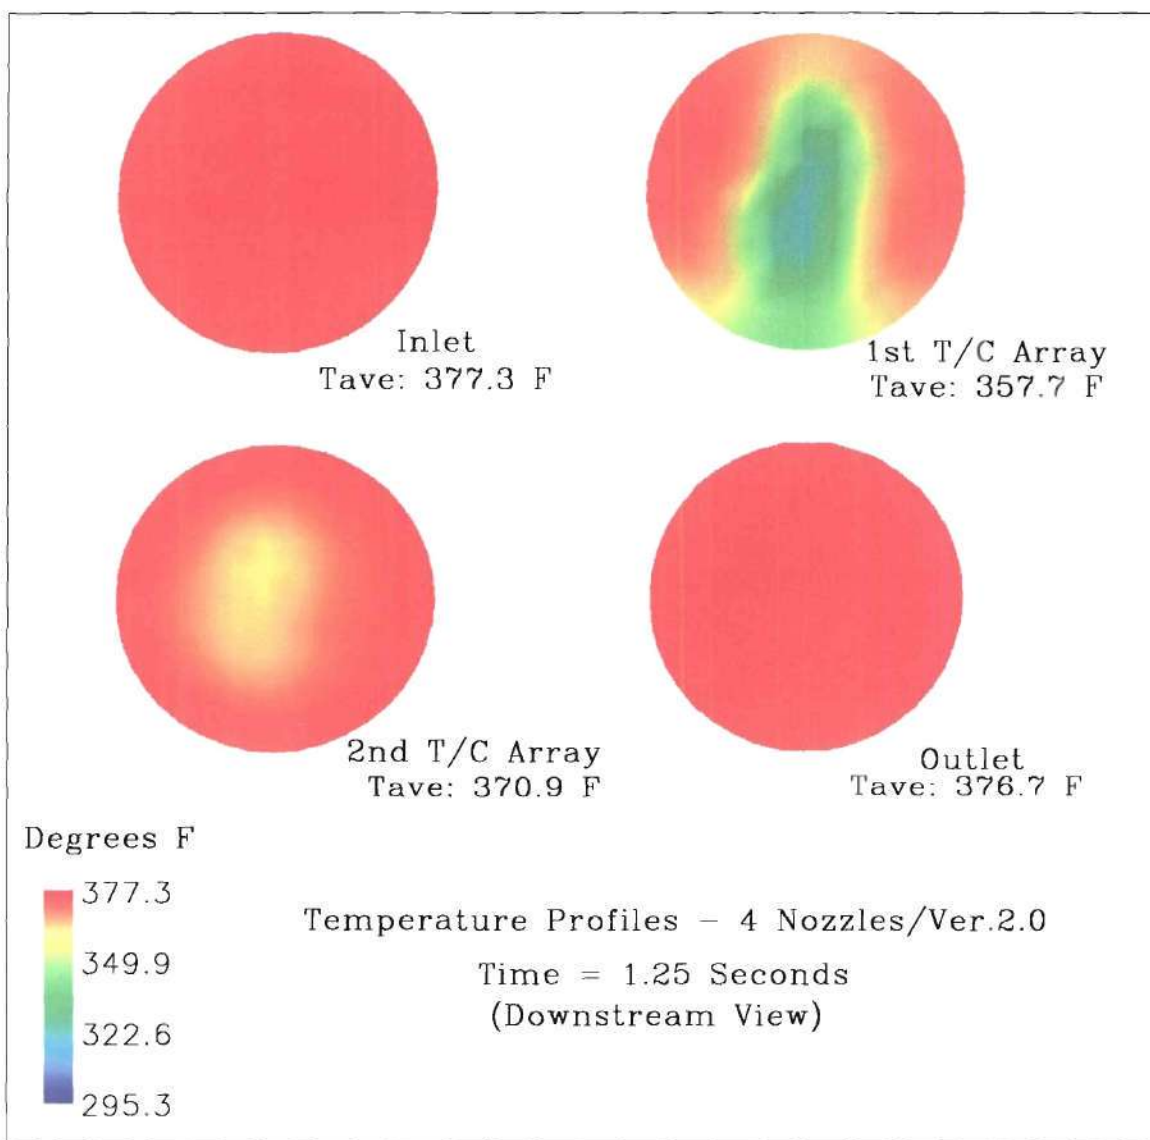 Inlet
Tave: 377.3 F
1st T/C Array
Tave: 357.7 F
2nd T/C Array
Tave: 370.9 F
Outlet
Tave: 376.7 F
Degrees F
377.3
349.9
322.6
295.3
Temperature Profiles - 4 Nozzles/Ver.2.0
Time = 1.25 Seconds
(Downstream View)